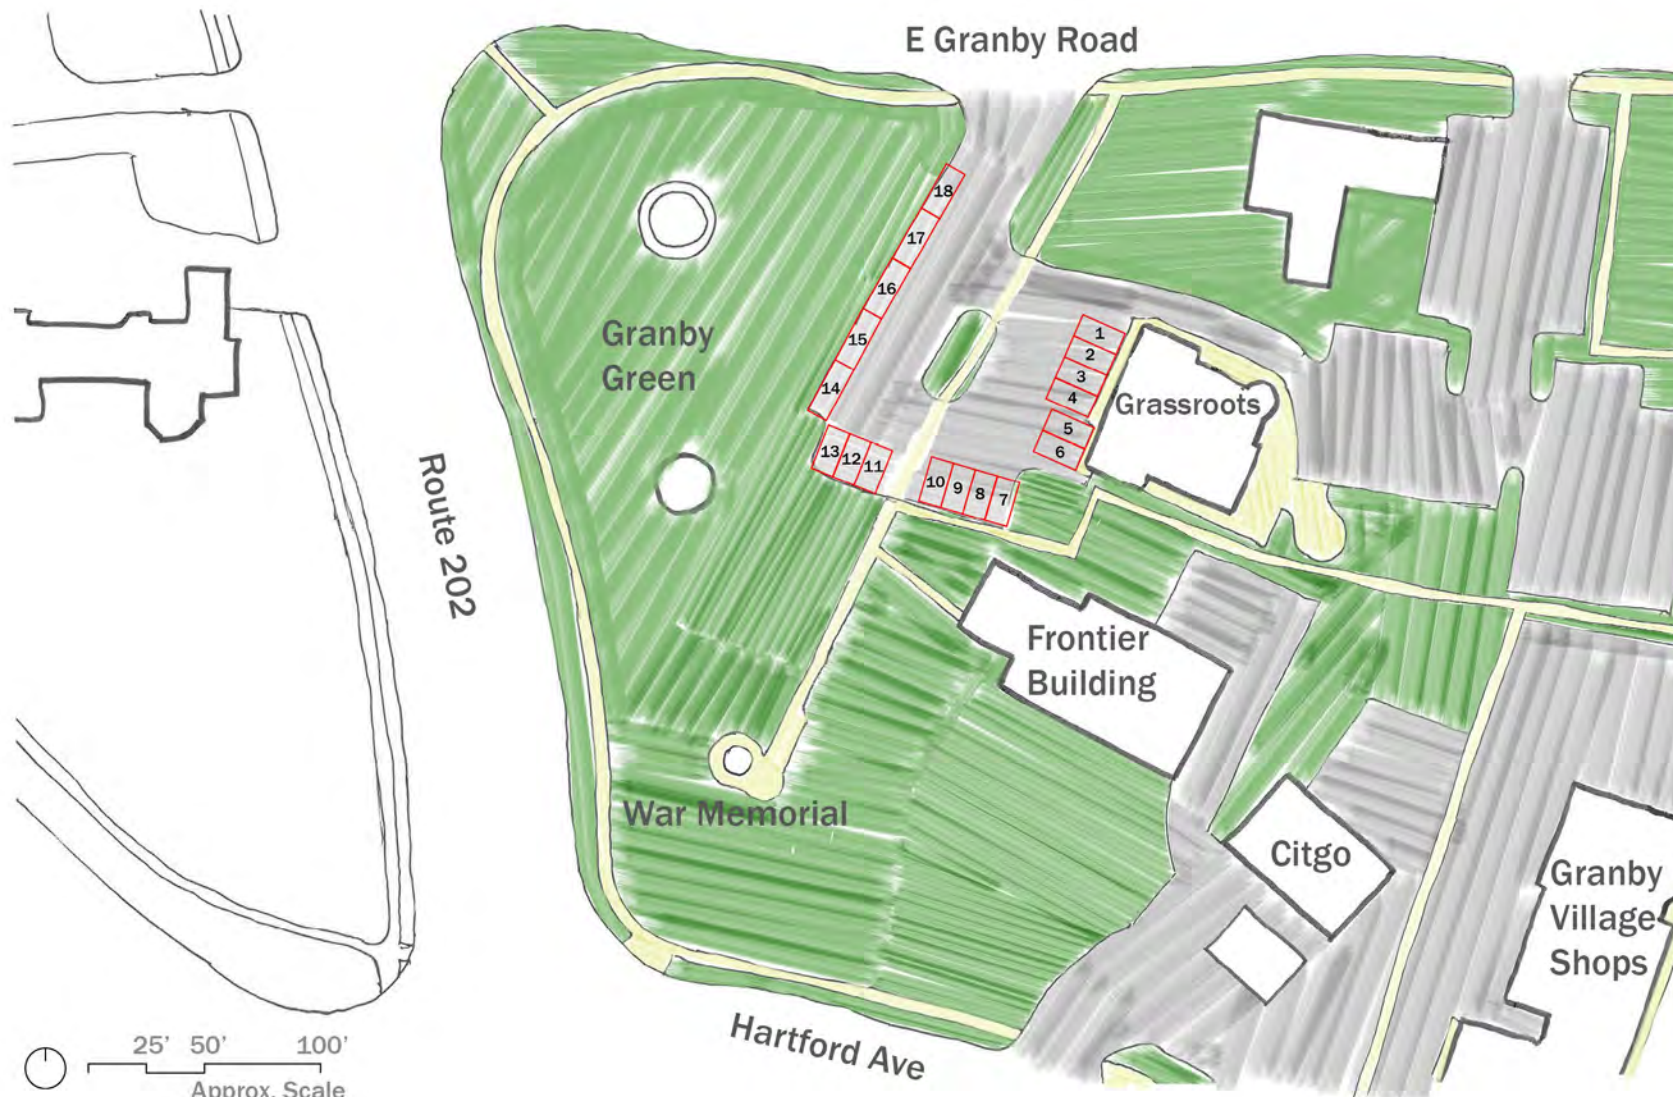 E Granby Road
18
17
16
15
14
13
12
11
10
9
8
7
1
2
3
4
5
6
Granby
Green
Grassroots
Route 202
Frontier
Building
War Memorial
Citgo
Granby
Village
Shops
Hartford Ave
25' 50' 100'
Approx. Scale